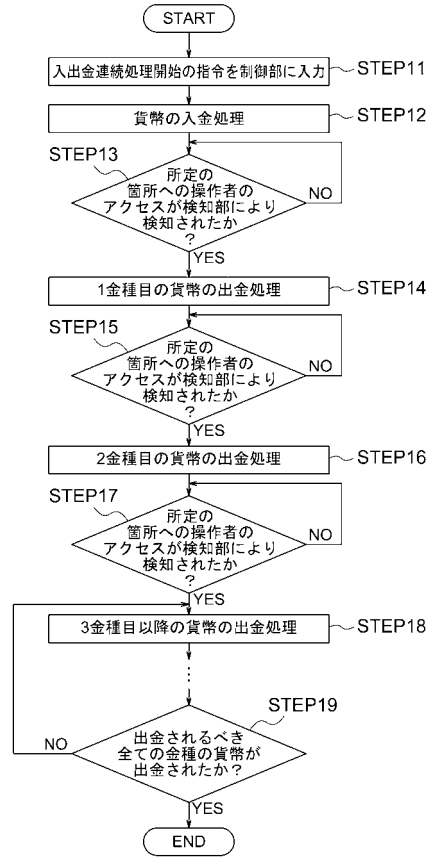 START
入出金連続処理開始の指令を制御部に入力
STEP11
貨幣の入金処理
STEP12
STEP13
所定の
箇所への操作者の
アクセスが検知部により
検知されたか
?
NO
YES
1金種目の貨幣の出金処理
STEP14
STEP15
所定の
箇所への操作者の
アクセスが検知部により
検知されたか
?
NO
YES
2金種目の貨幣の出金処理
STEP16
STEP17
所定の
箇所への操作者の
アクセスが検知部により
検知されたか
?
NO
YES
3金種目以降の貨幣の出金処理
STEP18
STEP19
出金されるべき
全ての金種の貨幣が
出金されたか?
NO
YES
END